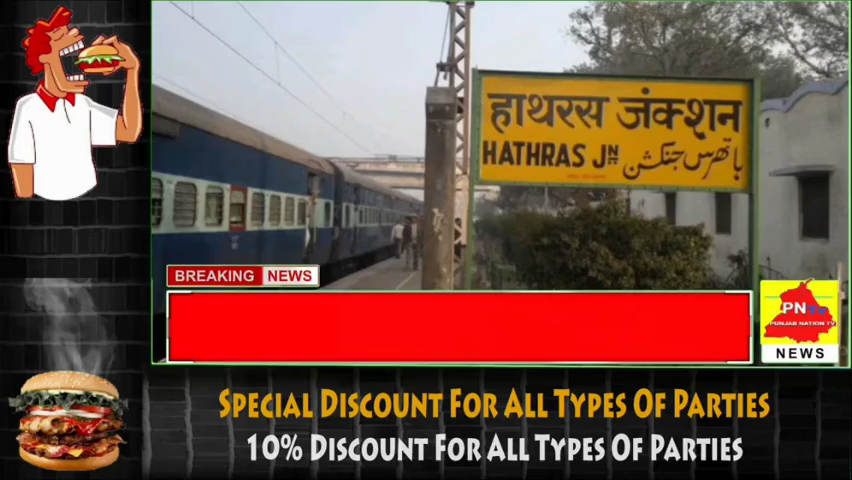 हाथरस जंक्शन
HATHRAS JN
ہاتھرس جنکشن
BREAKING NEWS
PNTV
PUNJAB NATION TV
NEWS
SPECIAL DISCOUNT FOR ALL TYPES OF PARTIES
10% DISCOUNT FOR ALL TYPES OF PARTIES